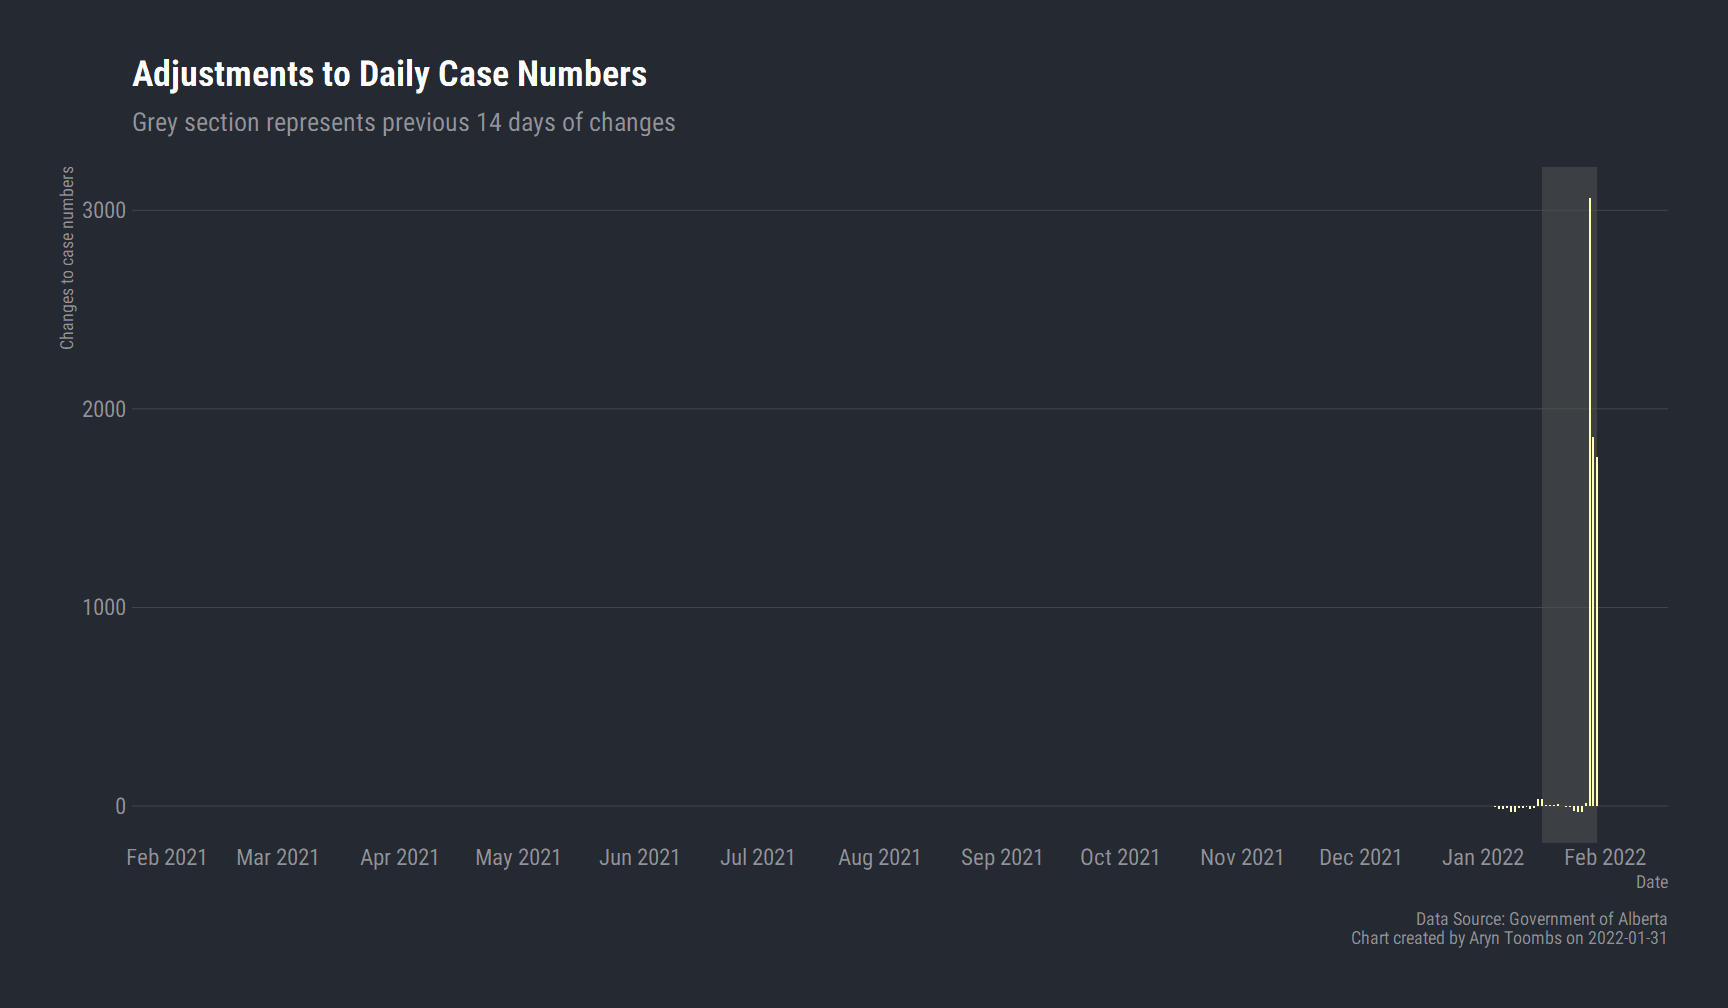 Adjustments to Daily Case Numbers
Grey section represents previous 14 days of changes
Changes to case numbers
3000
2000
1000
0
Feb 2021
Mar 2021
Apr 2021
May 2021
Jun 2021
Jul 2021
Aug 2021
Sep 2021
Oct 2021
Nov 2021
Dec 2021
Jan 2022
Feb 2022
Date
Data Source: Government of Alberta
Chart created by Aryn Toombs on 2022-01-31